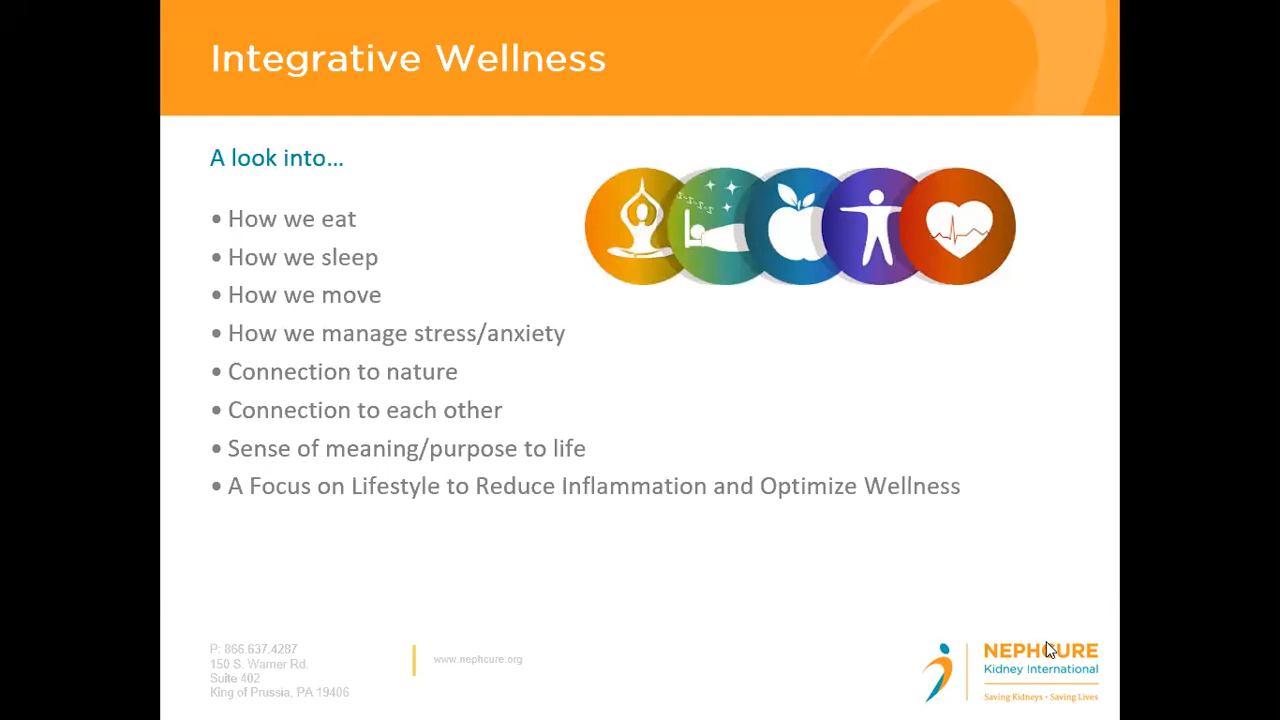 Integrative Wellness
A look into...
• How we eat
• How we sleep
• How we move
• How we manage stress/anxiety
• Connection to nature
• Connection to each other
• Sense of meaning/purpose to life
• A Focus on Lifestyle to Reduce Inflammation and Optimize Wellness
P: 866.637.4287
150 S. Warner Rd.
Suite 402
King of Prussia, PA 19406
www.nephcure.org
NEPHCURE
Kidney International
Saving Kidneys • Saving Lives